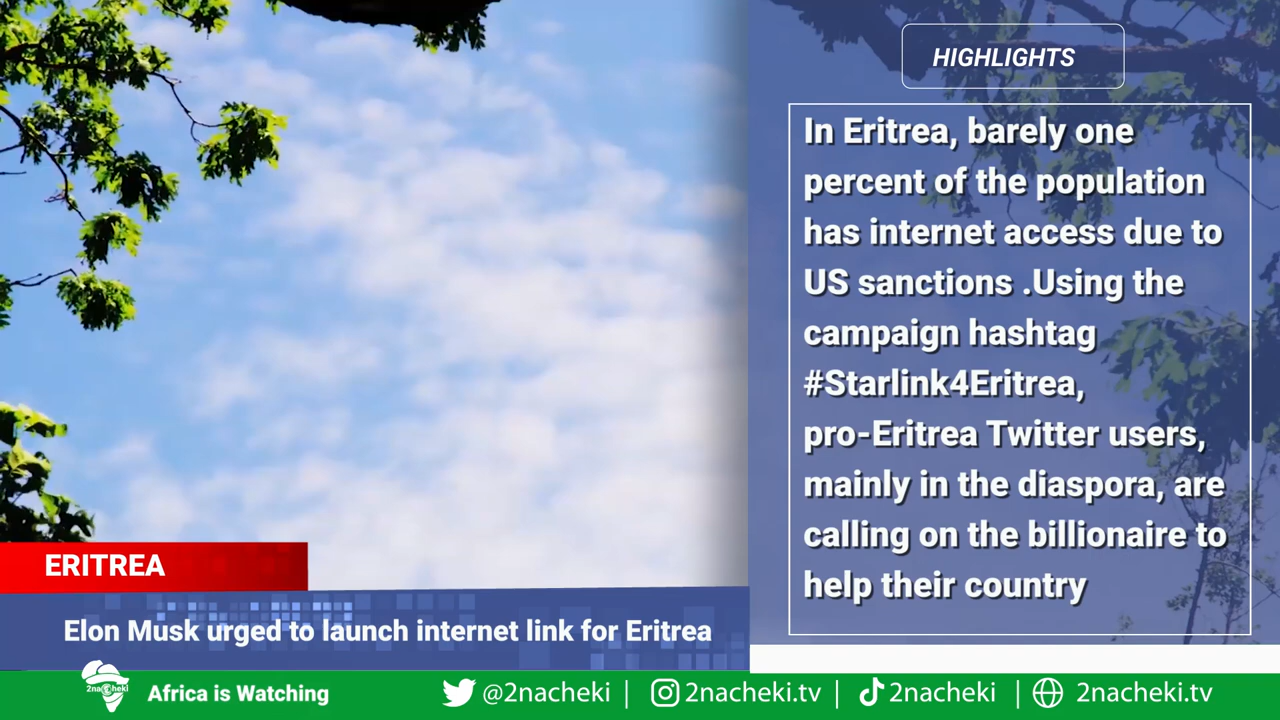 HIGHLIGHTS
In Eritrea, barely one
percent of the population
has internet access due to
US sanctions .Using the
campaign hashtag
#Starlink4Eritrea,
pro-Eritrea Twitter users,
mainly in the diaspora, are
calling on the billionaire to
help their country
ERITREA
Elon Musk urged to launch internet link for Eritrea
2nacheki
Africa is Watching
@2nacheki | 2nacheki.tv | 2nacheki | 2nacheki.tv